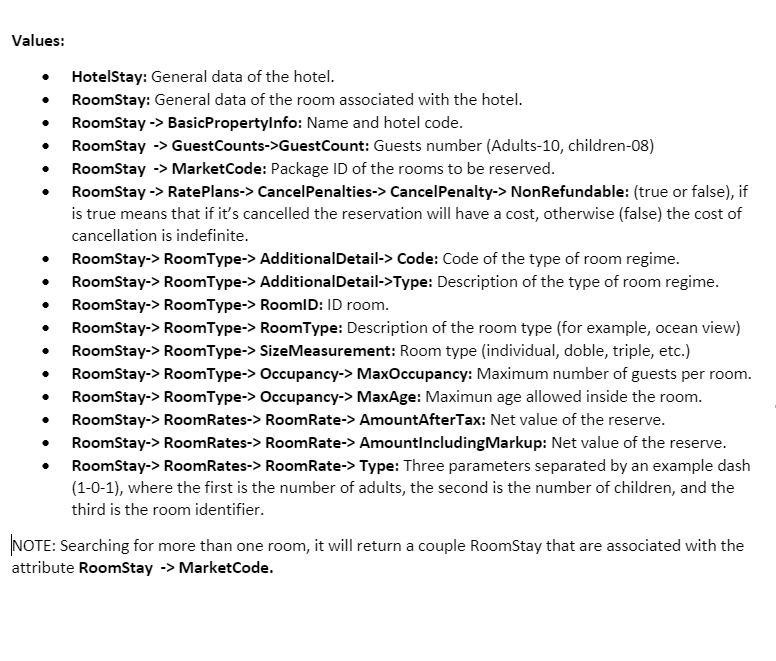 Values:
• HotelStay: General data of the hotel.
• RoomStay: General data of the room associated with the hotel.
• RoomStay -> BasicPropertyInfo: Name and hotel code.
• RoomStay -> GuestCounts->GuestCount: Guests number (Adults-10, children-08)
• RoomStay -> MarketCode: Package ID of the rooms to be reserved.
• RoomStay -> RatePlans-> CancelPenalties-> CancelPenalty-> NonRefundable: (true or false), if
is true means that if it's cancelled the reservation will have a cost, otherwise (false) the cost of
cancellation is indefinite.
• RoomStay-> RoomType-> AdditionalDetail-> Code: Code of the type of room regime.
• RoomStay-> RoomType-> AdditionalDetail->Type: Description of the type of room regime.
• RoomStay-> RoomType-> RoomID: ID room.
• RoomStay-> RoomType-> RoomType: Description of the room type (for example, ocean view)
• RoomStay-> RoomType-> SizeMeasurement: Room type (individual, doble, triple, etc.)
• RoomStay-> RoomType-> Occupancy-> MaxOccupancy: Maximum number of guests per room.
• RoomStay-> RoomType-> Occupancy-> MaxAge: Maximun age allowed inside the room.
• RoomStay-> RoomRates-> RoomRate-> AmountAfterTax: Net value of the reserve.
• RoomStay-> RoomRates-> RoomRate-> AmountIncludingMarkup: Net value of the reserve.
• RoomStay-> RoomRates-> RoomRate-> Type: Three parameters separated by an example dash
(1-0-1), where the first is the number of adults, the second is the number of children, and the
third is the room identifier.
NOTE: Searching for more than one room, it will return a couple RoomStay that are associated with the
attribute RoomStay -> MarketCode.